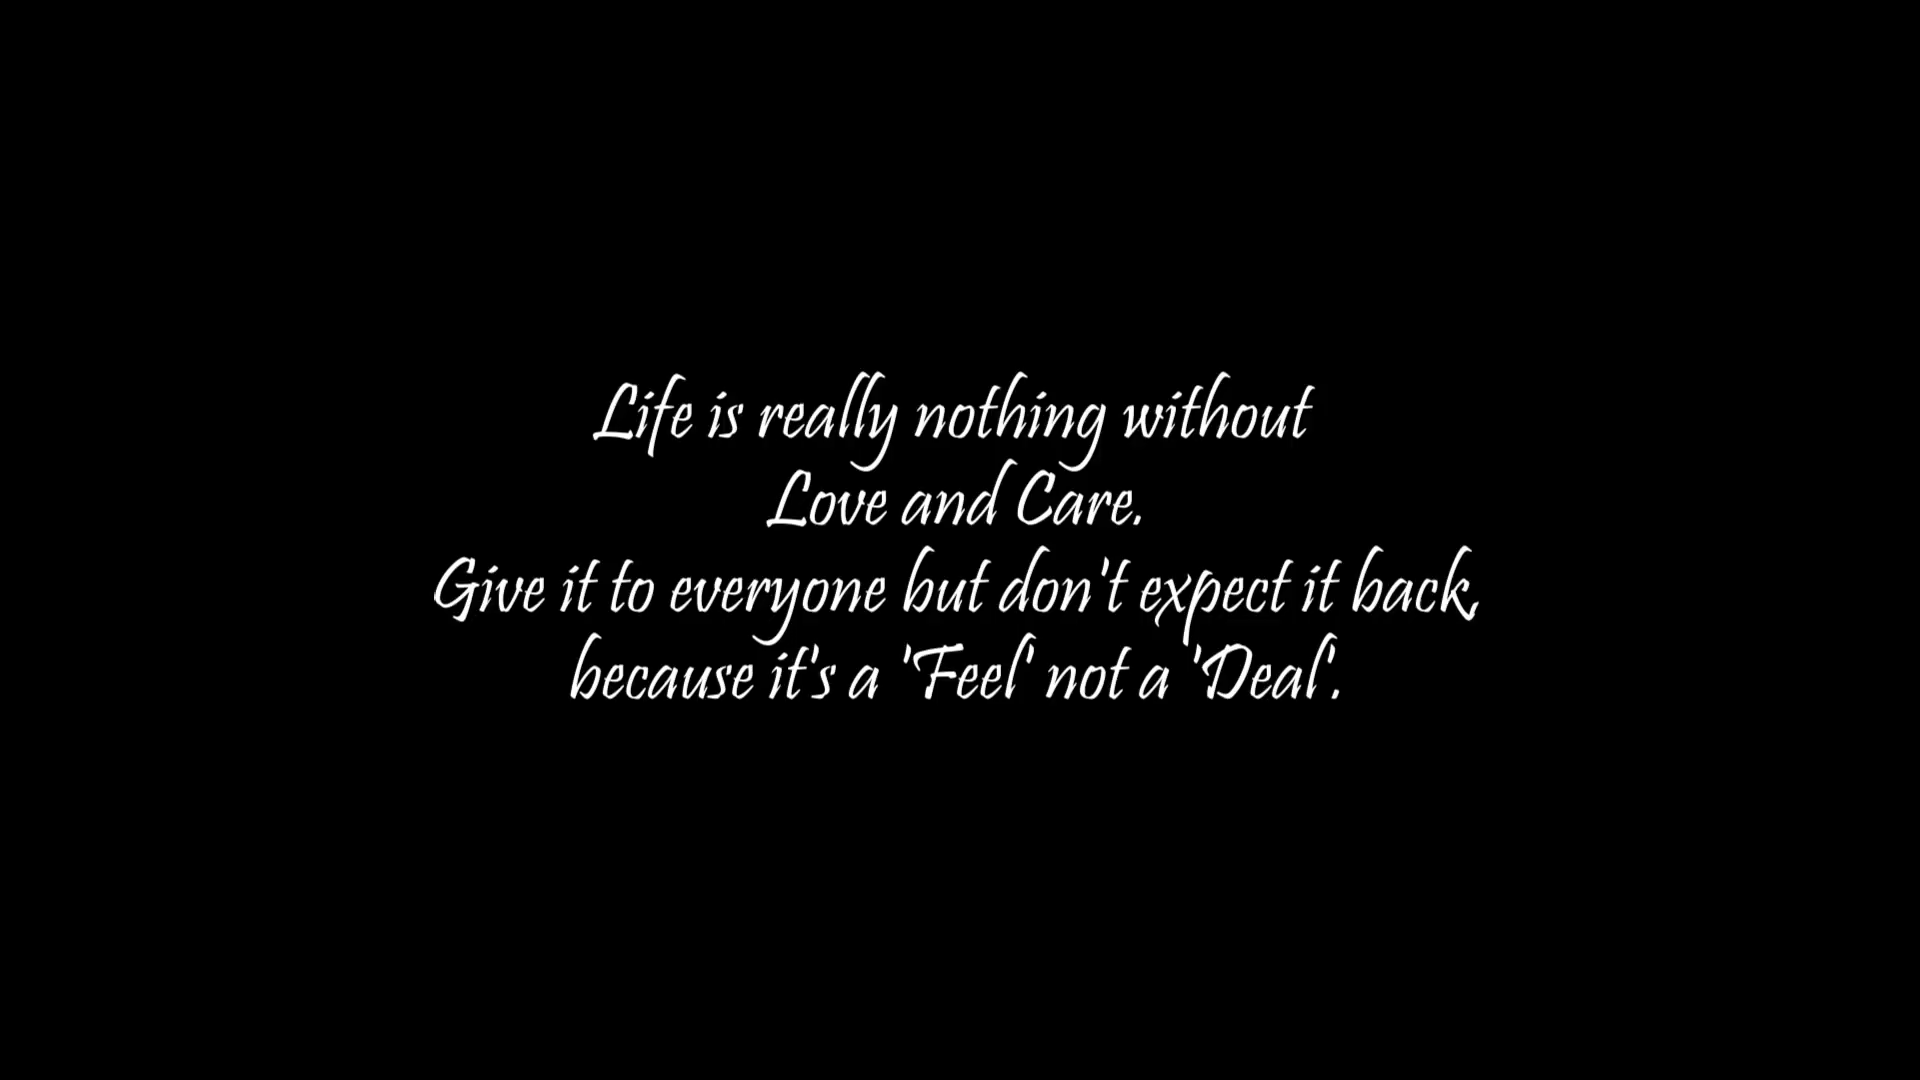 Life is really nothing without
Love and Care.
Give it to everyone but don't expect it back,
because it's a 'Feel' not a 'Deal'.